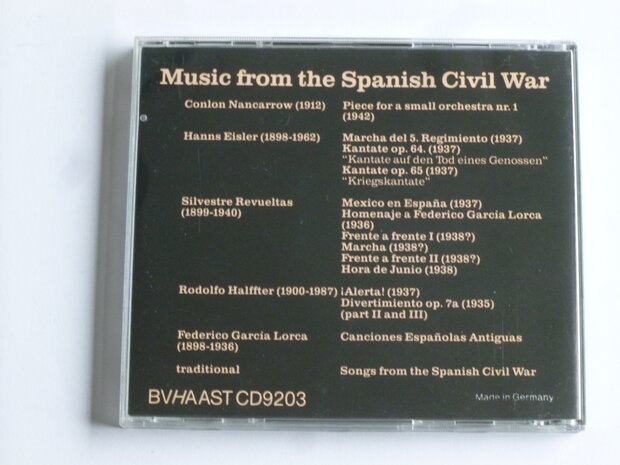 Music from the Spanish Civil War
Conlon Nancarrow (1912) Piece for a small orchestra nr. 1
(1942)
Hanns Eisler (1898-1962) Marcha del 5. Regimiento (1937)
Kantate op. 64. (1937)
"Kantate auf den Tod eines Genossen"
Kantate op. 65 (1937)
"Kriegskantate"
Silvestre Revueltas Mexico en España (1937)
(1899-1940) Homenaje a Federico García Lorca
(1936)
Frente a frente I (1938?)
Marcha (1938?)
Frente a frente II (1938?)
Hora de Junio (1938)
Rodolfo Halffter (1900-1987) ¡Alerta! (1937)
Divertimiento op. 7a (1935)
(part II and III)
Federico García Lorca Canciones Españolas Antiguas
(1898-1936)
traditional Songs from the Spanish Civil War
BVHAAST CD9203 Made in Germany